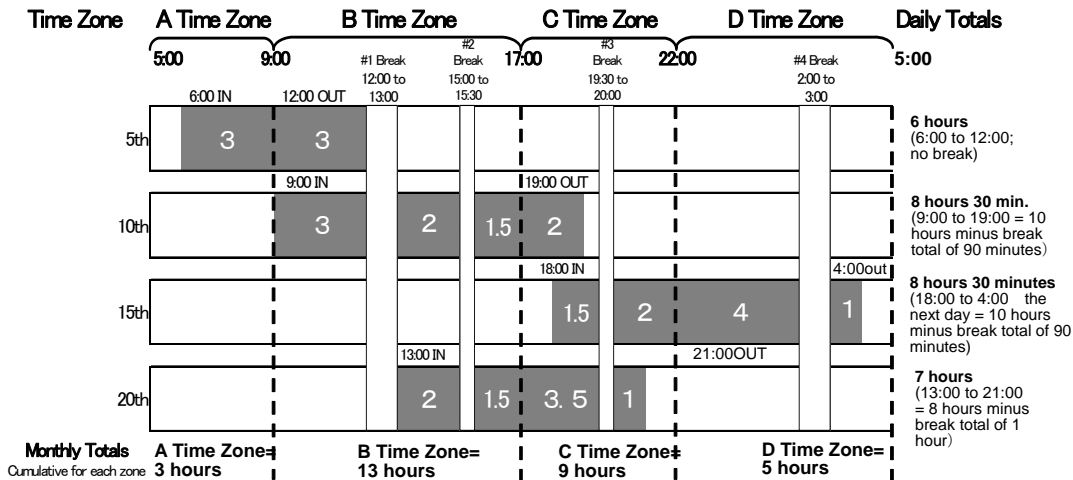 Time Zone A Time Zone B Time Zone C Time Zone D Time Zone Daily Totals
5:00 9:00 17:00 22:00 5:00
#1 Break
12:00 to
13:00
#2
Break
15:00 to
15:30
#3
Break
19:30 to
20:00
#4 Break
2:00 to
3:00
6:00 IN 12:00 OUT
5th 3 3
6 hours
(6:00 to 12:00;
no break)
9:00 IN 19:00 OUT
10th 3 2 1.5 2
8 hours 30 min.
(9:00 to 19:00 = 10
hours minus break
total of 90 minutes)
18:00 IN 4:00out
15th 1.5 2 4 1
8 hours 30 minutes
(18:00 to 4:00 the
next day = 10 hours
minus break total of 90
minutes)
13:00 IN 21:00OUT
20th 2 1.5 3. 5 1
7 hours
(13:00 to 21:00
= 8 hours minus
break total of 1
hour)
Monthly Totals
Cumulative for each zone
A Time Zone=
3 hours
B Time Zone=
13 hours
C Time Zone=
9 hours
D Time Zone=
5 hours